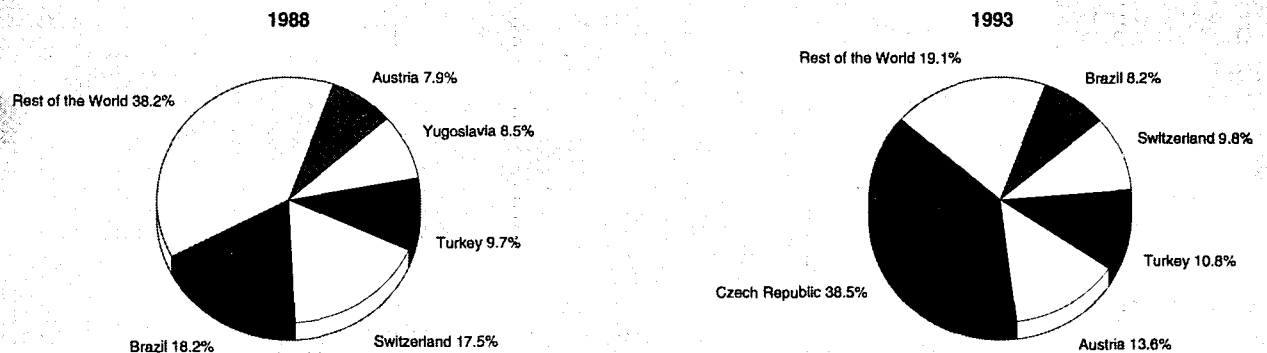 1988
Austria 7.9%
Rest of the World 38.2%
Yugoslavia 8.5%
Turkey 9.7%
Switzerland 17.5%
Brazil 18.2%
1993
Rest of the World 19.1%
Brazil 8.2%
Switzerland 9.8%
Turkey 10.8%
Czech Republic 38.5%
Austria 13.6%